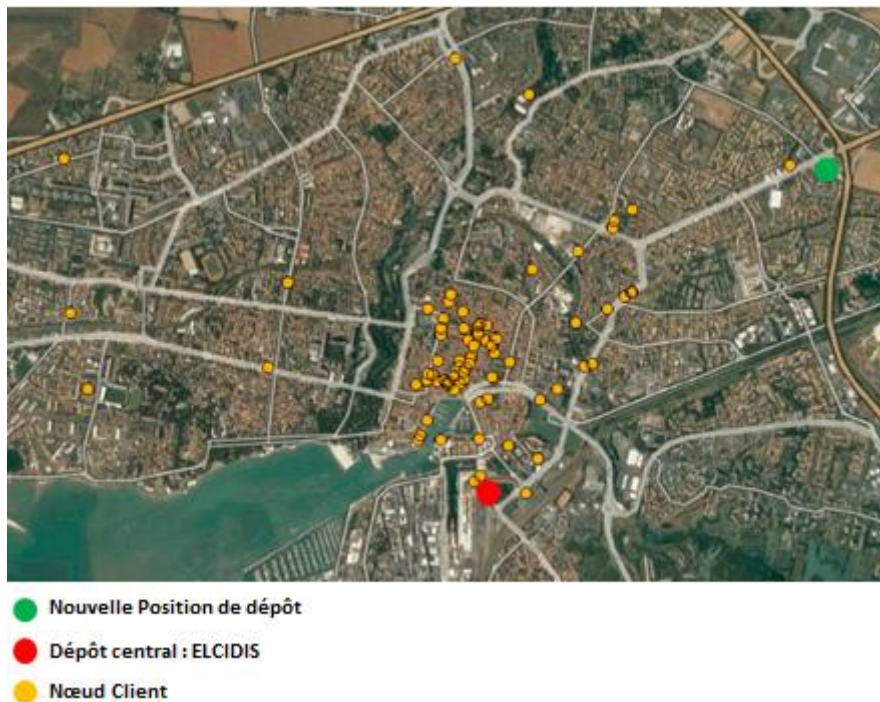 Nouvelle Position de dépôt
Dépôt central : ELCIDIS
Nœud Client